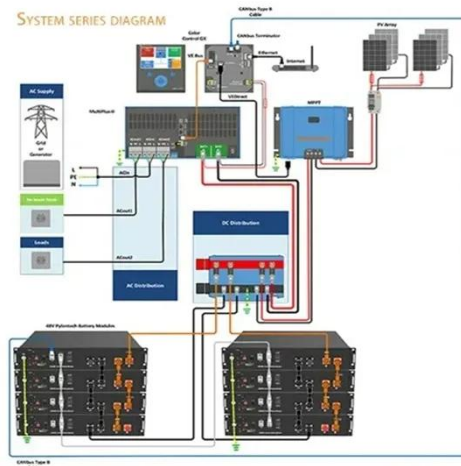 SYSTEM SERIES DIAGRAM
CANbus Type B
Cable
Color
Control GX
CANbus Terminator
PV Array
VE Bus
Ethernet
Internet
AC Supply
VE Direct
MultiPlus-II
MPPT
Grid
or
Generator
L
PE
N
ACin
ACout1
Loads
ACout2
DC Distribution
AC Distribution
48V Pylontech Battery Modules
CANbus Type B